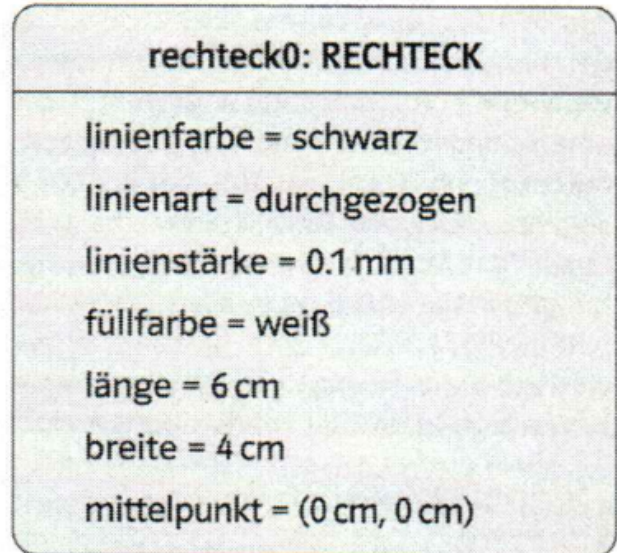 rechteck0: RECHTECK
linienfarbe = schwarz
linienart = durchgezogen
linienstärke = 0.1 mm
füllfarbe = weiß
länge = 6 cm
breite = 4 cm
mittelpunkt = (0 cm, 0 cm)